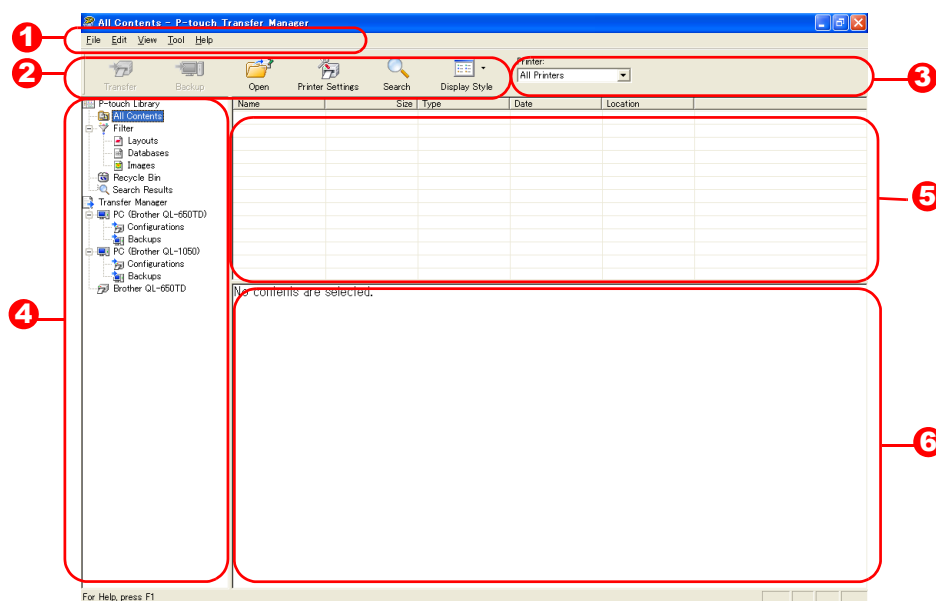 All Contents - P-touch Transfer Manager
1
File Edit View Tool Help
2
Transfer Backup Open Printer Settings Search Display Style
Printer:
All Printers
3
P-touch Library
All Contents
Filter
Layouts
Databases
Images
Recycle Bin
Search Results
Transfer Manager
PC (Brother QL-650TD)
Configurations
Backups
PC (Brother QL-1050)
Configurations
Backups
Brother QL-650TD
4
Name Size Type Date Location
5
No contents are selected.
6
For Help, press F1